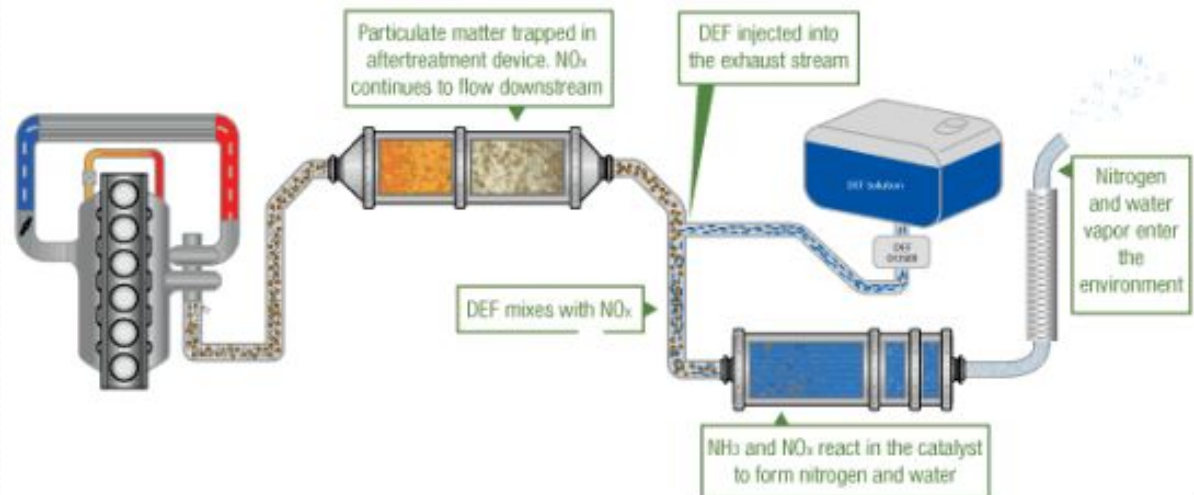 Particulate matter trapped in
aftertreatment device. NOx
continues to flow downstream
DEF injected into
the exhaust stream
DEF Solution
DEF
Nitrogen
and water
vapor enter
the
environment
DEF mixes with NOx
NH3 and NOx react in the catalyst
to form nitrogen and water